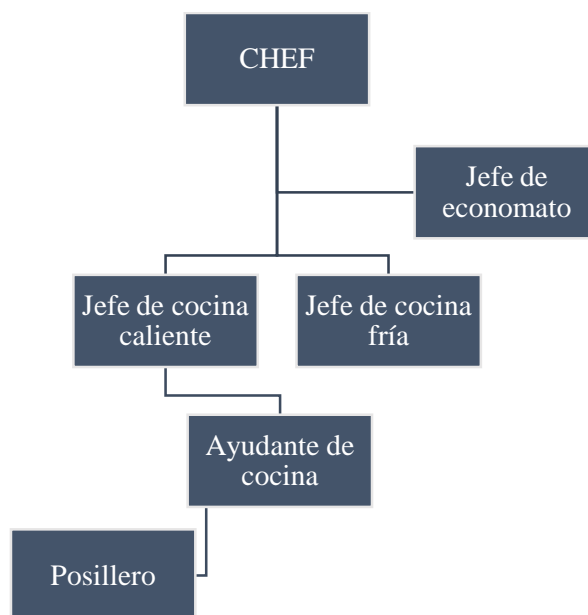 CHEF
Jefe de
economato
Jefe de cocina
caliente
Jefe de cocina
fría
Ayudante de
cocina
Posillero